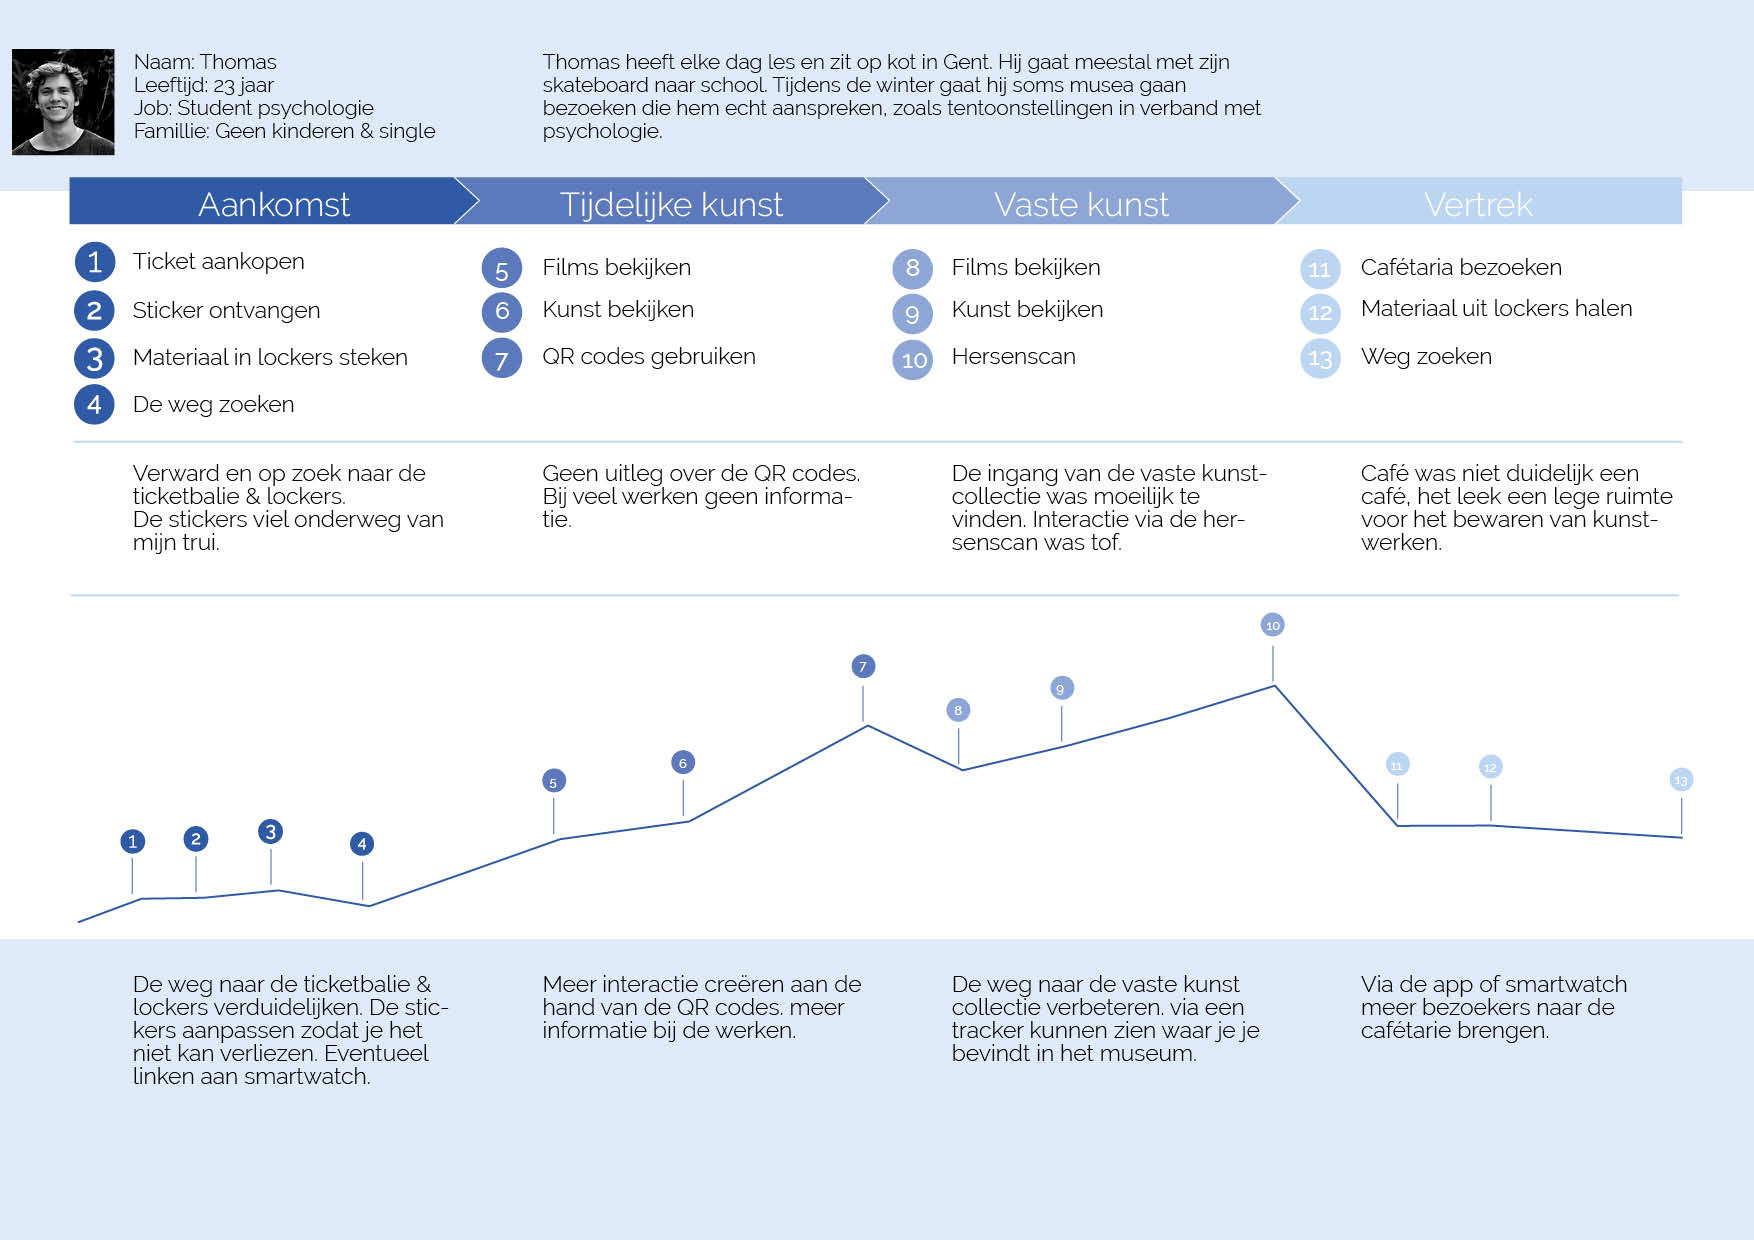 Naam: Thomas
Leeftijd: 23 jaar
Job: Student psychologie
Famillie: Geen kinderen & single
Thomas heeft elke dag les en zit op kot in Gent. Hij gaat meestal met zijn
skateboard naar school. Tijdens de winter gaat hij soms musea gaan
bezoeken die hem echt aanspreken, zoals tentoonstellingen in verband met
psychologie.
Aankomst
Tijdelijke kunst
Vaste kunst
Vertrek
1 Ticket aankopen
2 Sticker ontvangen
3 Materiaal in lockers steken
4 De weg zoeken
5 Films bekijken
6 Kunst bekijken
7 QR codes gebruiken
8 Films bekijken
9 Kunst bekijken
10 Hersenscan
11 Cafétaria bezoeken
12 Materiaal uit lockers halen
13 Weg zoeken
Verward en op zoek naar de
ticketbalie & lockers.
De stickers viel onderweg van
mijn trui.
Geen uitleg over de QR codes.
Bij veel werken geen informa-
tie.
De ingang van de vaste kunst-
collectie was moeilijk te
vinden. Interactie via de her-
senscan was tof.
Café was niet duidelijk een
café, het leek een lege ruimte
voor het bewaren van kunst-
werken.
1
2
3
4
5
6
7
8
9
10
11
12
13
De weg naar de ticketbalie &
lockers verduidelijken. De stic-
kers aanpassen zodat je het
niet kan verliezen. Eventueel
linken aan smartwatch.
Meer interactie creëren aan de
hand van de QR codes. meer
informatie bij de werken.
De weg naar de vaste kunst
collectie verbeteren. via een
tracker kunnen zien waar je je
bevindt in het museum.
Via de app of smartwatch
meer bezoekers naar de
cafétarie brengen.